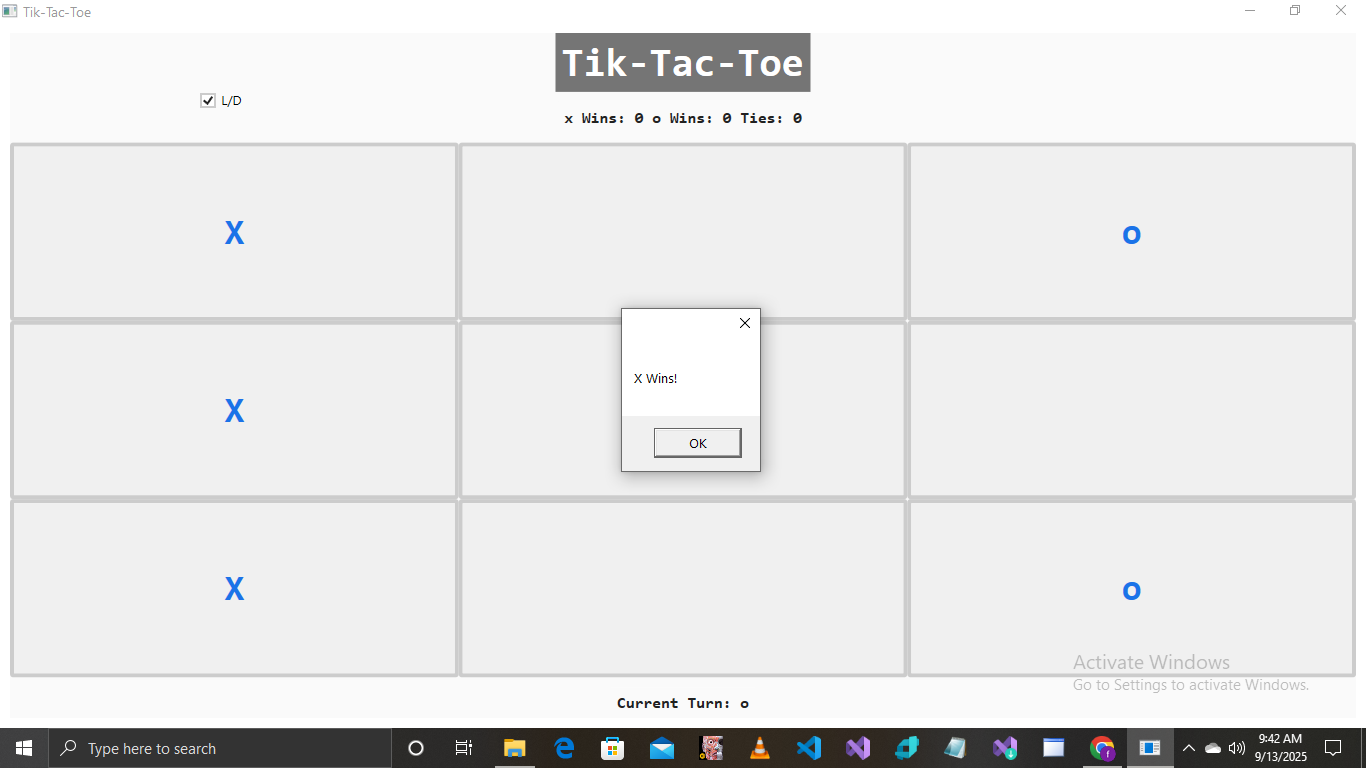 Tik-Tac-Toe
Tik-Tac-Toe
L/D
x Wins: 0 o Wins: 0 Ties: 0
X
o
X Wins!
X
OK
X
o
Activate Windows
Go to Settings to activate Windows.
Current Turn: o
Type here to search
9:42 AM
9/13/2025